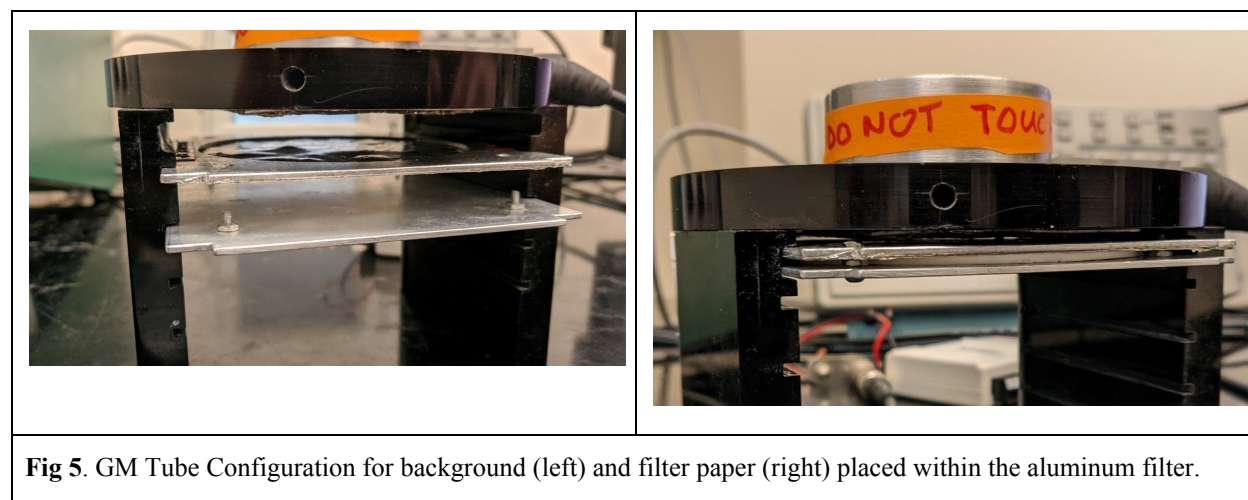 DO NOT TOUC
Fig 5. GM Tube Configuration for background (left) and filter paper (right) placed within the aluminum filter.